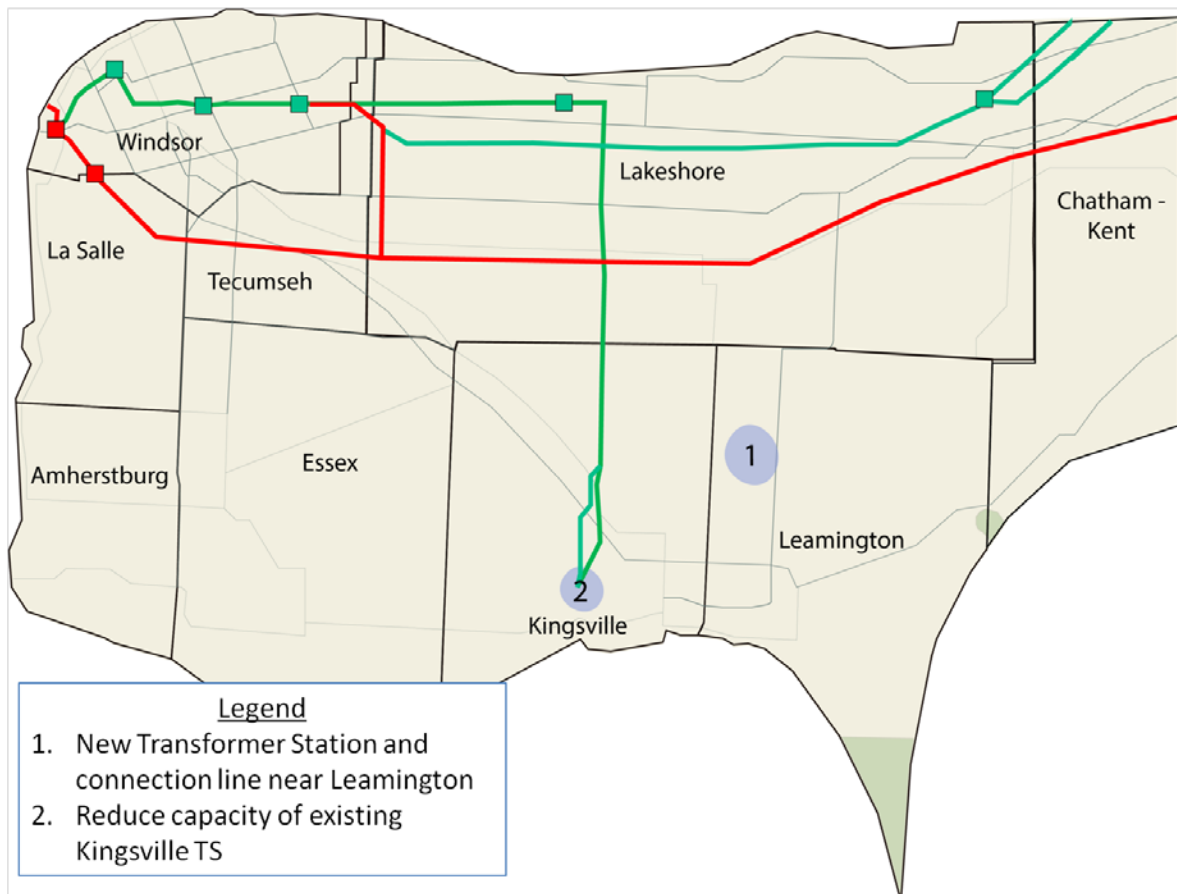 Windsor
Lakeshore
Chatham -
Kent
La Salle
Tecumseh
1
Essex
Amherstburg
Leamington
2
Kingsville
Legend
1. New Transformer Station and
connection line near Leamington
2. Reduce capacity of existing
Kingsville TS